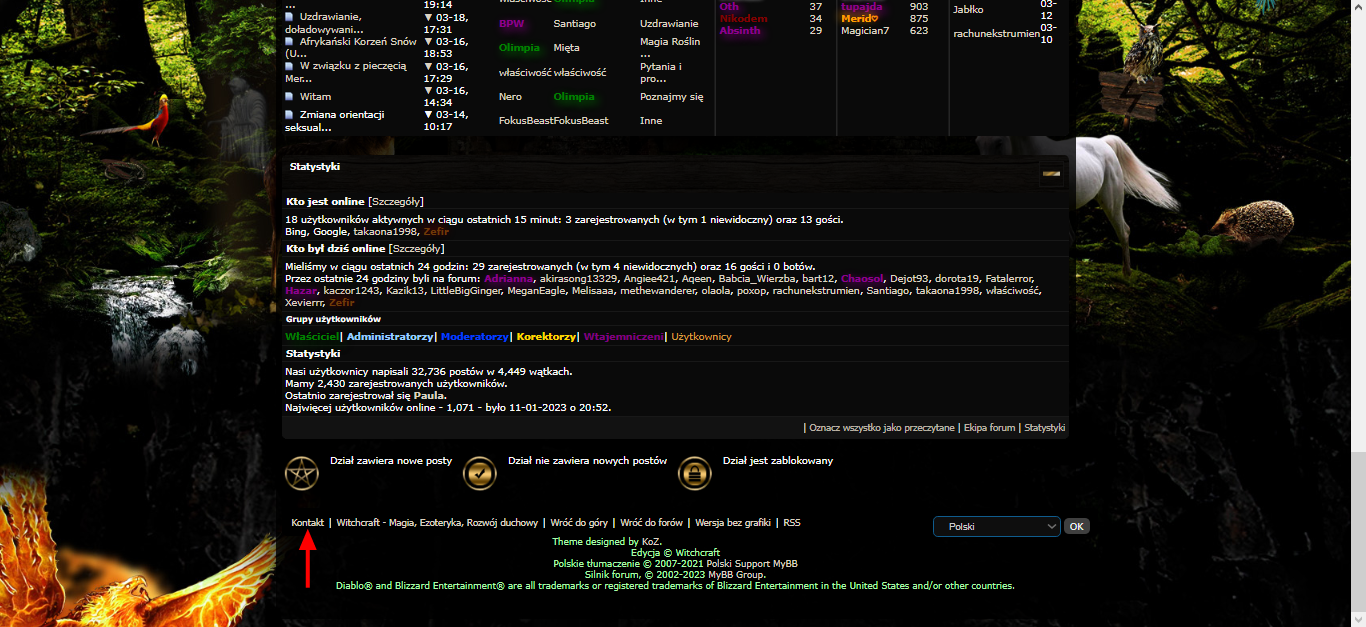 ...
19:14
właściwość Olimpia Inne
Oth 37
tupajda 903
Jabłko 03-12
Uzdrawianie, doładowywani...
▼ 03-18, 17:31
BPW Santiago Uzdrawianie
Nikodem 34
Merid♡ 875
rachunekstrumien 03-10
Absinth 29
Magician7 623
Afrykański Korzeń Snów (U...
▼ 03-16, 18:53
Olimpia Mięta Magia Roślin ...
W związku z pieczęcią Mer...
▼ 03-16, 17:29
właściwość właściwość Pytania i pro...
Witam
▼ 03-16, 14:34
Nero Olimpia Poznajmy się
Zmiana orientacji seksual...
▼ 03-14, 10:17
FokusBeast FokusBeast Inne
Statystyki
Kto jest online [Szczegóły]
18 użytkowników aktywnych w ciągu ostatnich 15 minut: 3 zarejestrowanych (w tym 1 niewidoczny) oraz 13 gości.
Bing, Google, takaona1998, Zefir
Kto był dziś online [Szczegóły]
Mieliśmy w ciągu ostatnich 24 godzin: 29 zarejestrowanych (w tym 4 niewidocznych) oraz 16 gości i 0 botów.
Przez ostatnie 24 godziny byli na forum: Adrianna, akirasong13329, Angiee421, Aqeen, Babcia_Wierzba, bart12, Chaosol, Dejot93, dorota19, Fatalerror,
Hazar, kaczor1243, Kazik13, LittleBigGinger, MeganEagle, Melisaaa, methewanderer, olaola, poxop, rachunekstrumien, Santiago, takaona1998, właściwość,
Xevierrr, Zefir
Grupy użytkowników
Właściciel| Administratorzy| Moderatorzy| Korektorzy| Wtajemniczeni| Użytkownicy
Statystyki
Nasi użytkownicy napisali 32,736 postów w 4,449 wątkach.
Mamy 2,430 zarejestrowanych użytkowników.
Ostatnio zarejestrował się Paula.
Najwięcej użytkowników online - 1,071 - było 11-01-2023 o 20:52.
| Oznacz wszystko jako przeczytane | Ekipa forum | Statystyki
Dział zawiera nowe posty Dział nie zawiera nowych postów Dział jest zablokowany
Kontakt | Witchcraft - Magia, Ezoteryka, Rozwój duchowy | Wróć do góry | Wróć do forów | Wersja bez grafiki | RSS
Polski OK
Theme designed by KoZ.
Edycja © Witchcraft
Polskie tłumaczenie © 2007-2021 Polski Support MyBB
Silnik forum, © 2002-2023 MyBB Group.
Diablo® and Blizzard Entertainment® are all trademarks or registered trademarks of Blizzard Entertainment in the United States and/or other countries.